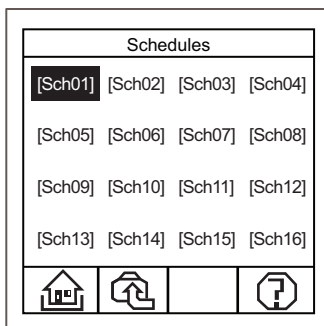 Schedules
[Sch01] [Sch02] [Sch03] [Sch04]
[Sch05] [Sch06] [Sch07] [Sch08]
[Sch09] [Sch10] [Sch11] [Sch12]
[Sch13] [Sch14] [Sch15] [Sch16]
?